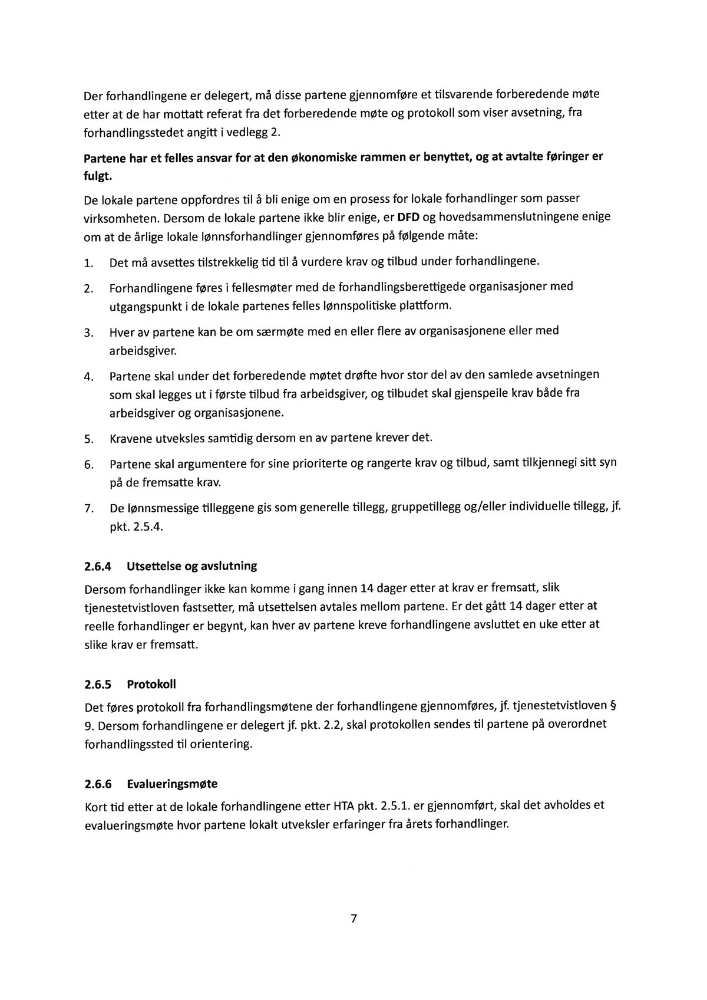 Der forhandlingene er delegert, må disse partene gjennomføre et tilsvarende forberedende møte
etter at de har mottatt referat fra det forberedende møte og protokoll som viser avsetning, fra
forhandlingsstedet angitt i vedlegg 2.
Partene har et felles ansvar for at den økonomiske rammen er benyttet, og at avtalte føringer er
fulgt.
De lokale partene oppfordres til å bli enige om en prosess for lokale forhandlinger som passer
virksomheten. Dersom de lokale partene ikke blir enige, er DFD og hovedsammenslutningene enige
om at de årlige lokale lønnsforhandlinger gjennomføres på følgende måte:
1. Det må avsettes tilstrekkelig tid til å vurdere krav og tilbud under forhandlingene.
2. Forhandlingene føres i fellesmøter med de forhandlingsberettigede organisasjoner med
utgangspunkt i de lokale partenes felles lønnspolitiske plattform.
3. Hver av partene kan be om særmøte med en eller flere av organisasjonene eller med
arbeidsgiver.
4. Partene skal under det forberedende møtet drøfte hvor stor del av den samlede avsetningen
som skal legges ut i første tilbud fra arbeidsgiver, og tilbudet skal gjenspeile krav både fra
arbeidsgiver og organisasjonene.
5. Kravene utveksles samtidig dersom en av partene krever det.
6. Partene skal argumentere for sine prioriterte og rangerte krav og tilbud, samt tilkjennegi sitt syn
på de fremsatte krav.
7. De lønnsmessige tilleggene gis som generelle tillegg, gruppetillegg og/eller individuelle tillegg, jf.
pkt. 2.5.4.
2.6.4 Utsettelse og avslutning
Dersom forhandlinger ikke kan komme i gang innen 14 dager etter at krav er fremsatt, slik
tjenestetvistloven fastsetter, må utsettelsen avtales mellom partene. Er det gått 14 dager etter at
reelle forhandlinger er begynt, kan hver av partene kreve forhandlingene avsluttet en uke etter at
slike krav er fremsatt.
2.6.5 Protokoll
Det føres protokoll fra forhandlingsmøtene der forhandlingene gjennomføres, jf. tjenestetvistloven §
9. Dersom forhandlingene er delegert jf. pkt. 2.2, skal protokollen sendes til partene på overordnet
forhandlingssted til orientering.
2.6.6 Evalueringsmøte
Kort tid etter at de lokale forhandlingene etter HTA pkt. 2.5.1. er gjennomført, skal det avholdes et
evalueringsmøte hvor partene lokalt utveksler erfaringer fra årets forhandlinger.
7